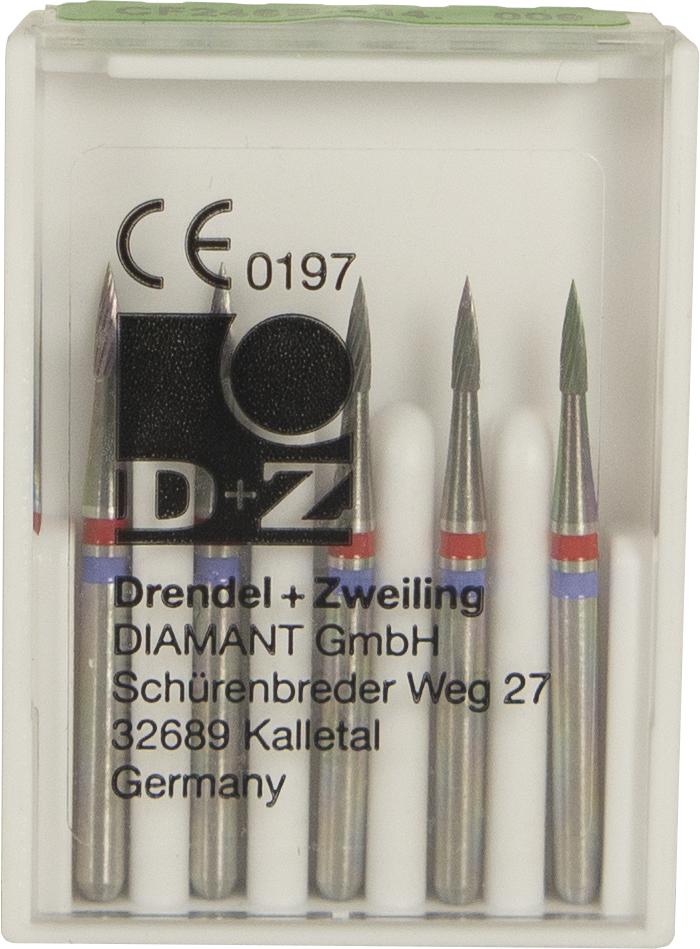 CE 0197
D+Z
Drendel + Zweiling
DIAMANT GmbH
Schürenbreder Weg 27
32689 Kalletal
Germany